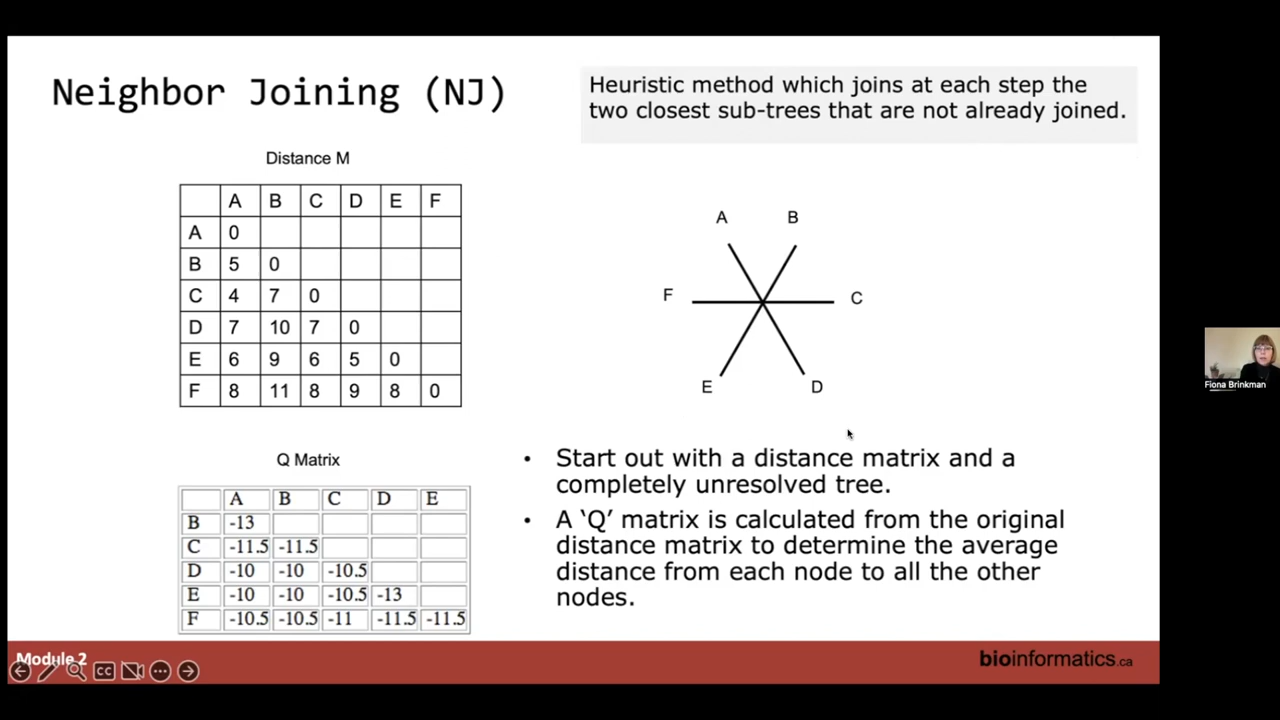 Neighbor Joining (NJ)
Heuristic method which joins at each step the
two closest sub-trees that are not already joined.
Distance M
A B C D E F
A 0
B 5 0
C 4 7 0
D 7 10 7 0
E 6 9 6 5 0
F 8 11 8 9 8 0
A B
F C
E D
Q Matrix
A B C D E
B -13
C -11.5 -11.5
D -10 -10 -10.5
E -10 -10 -10.5 -13
F -10.5 -10.5 -11 -11.5 -11.5
• Start out with a distance matrix and a
completely unresolved tree.
• A ‘Q’ matrix is calculated from the original
distance matrix to determine the average
distance from each node to all the other
nodes.
Module 2
CC
bioinformatics.ca
Fiona Brinkman